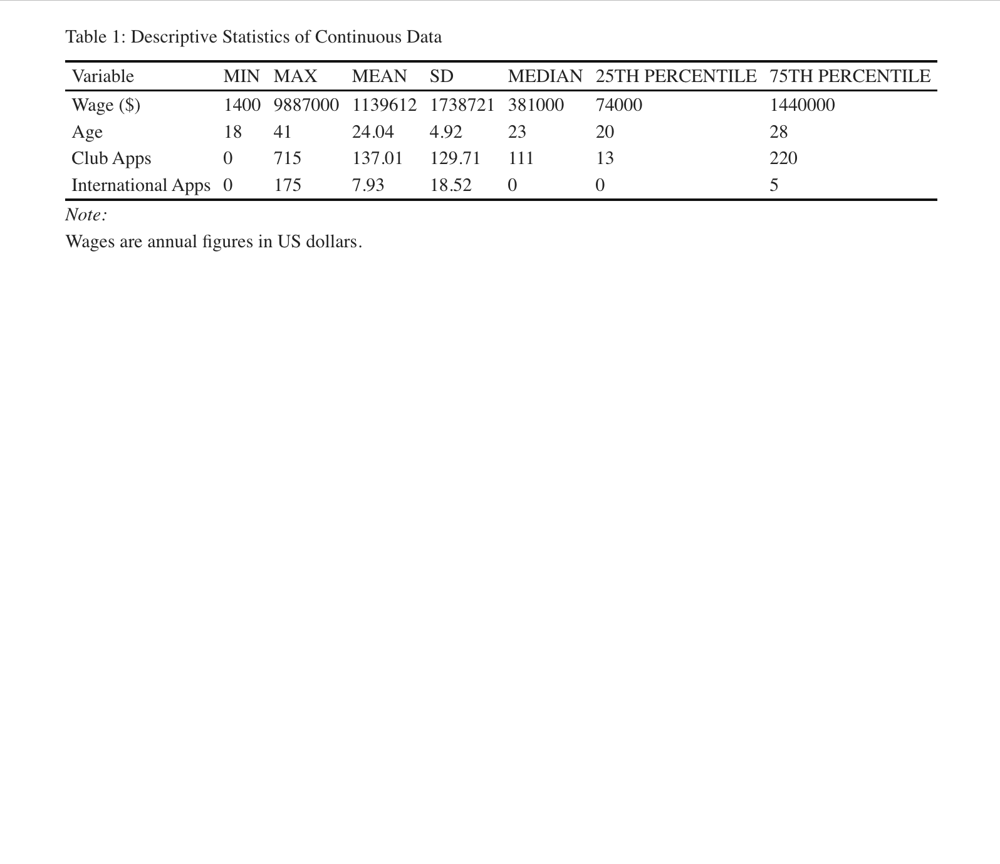 Table 1: Descriptive Statistics of Continuous Data
Variable MIN MAX MEAN SD MEDIAN 25TH PERCENTILE 75TH PERCENTILE
Wage ($) 1400 9887000 1139612 1738721 381000 74000 1440000
Age 18 41 24.04 4.92 23 20 28
Club Apps 0 715 137.01 129.71 111 13 220
International Apps 0 175 7.93 18.52 0 0 5
Note:
Wages are annual figures in US dollars.